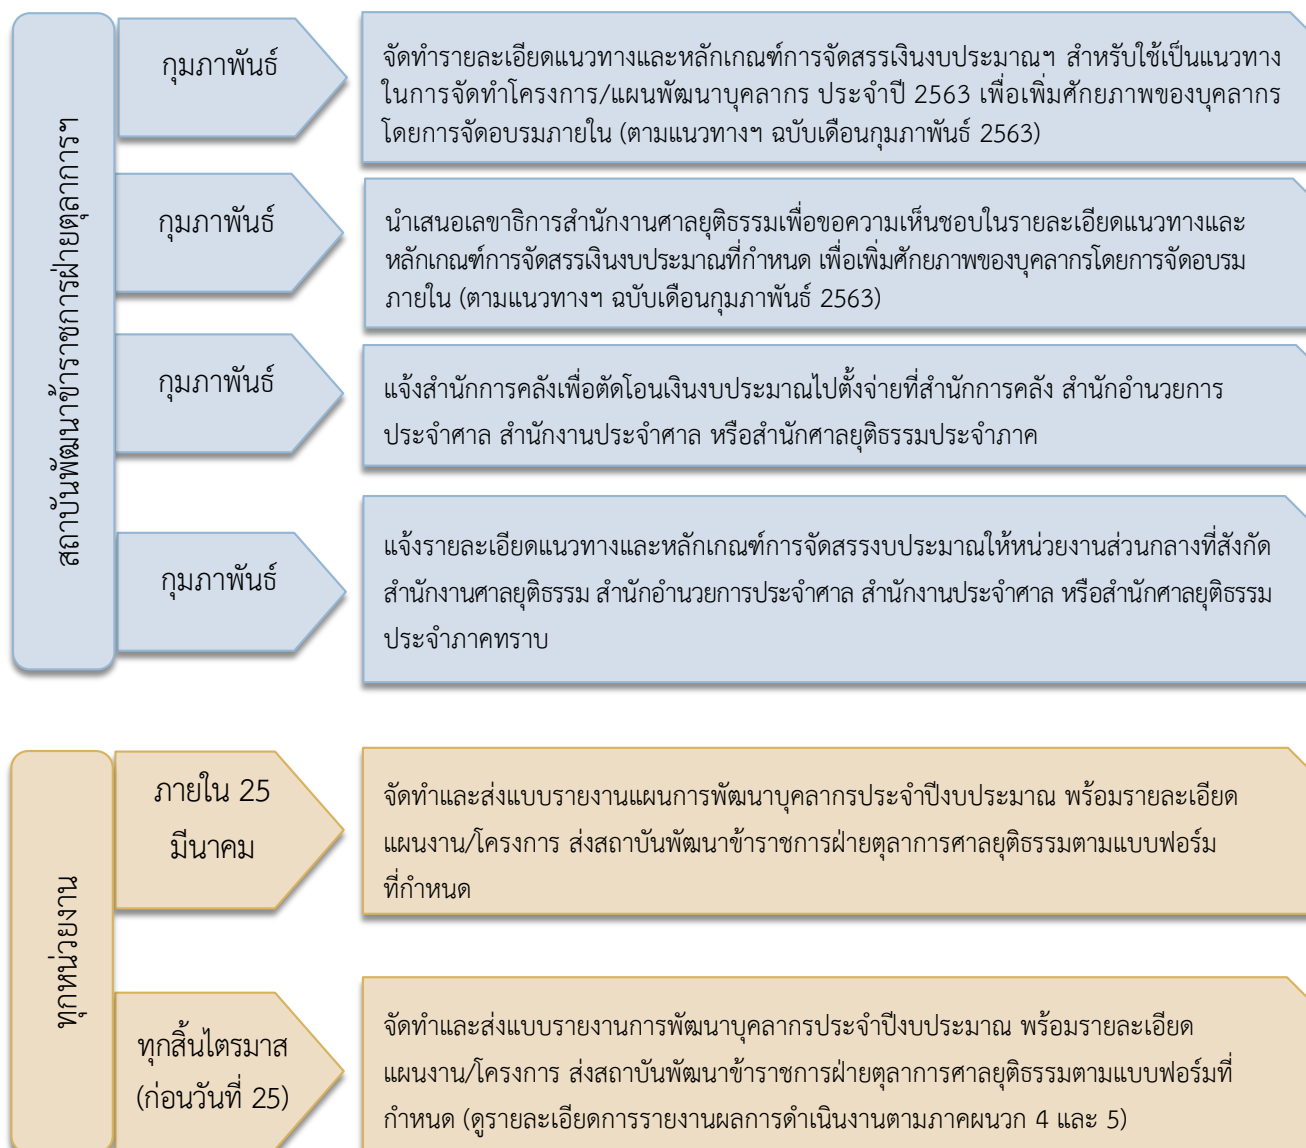 สถาบันพัฒนาข้าราชการฝ่ายตุลาการฯ
กุมภาพันธ์
จัดทำรายละเอียดแนวทางและหลักเกณฑ์การจัดสรรเงินงบประมาณฯ สำหรับใช้เป็นแนวทาง
ในการจัดทำโครงการ/แผนพัฒนาบุคลากร ประจำปี 2563 เพื่อเพิ่มศักยภาพของบุคลากร
โดยการจัดอบรมภายใน (ตามแนวทางฯ ฉบับเดือนกุมภาพันธ์ 2563)
กุมภาพันธ์
นำเสนอเลขาธิการสำนักงานศาลยุติธรรมเพื่อขอความเห็นชอบในรายละเอียดแนวทางและ
หลักเกณฑ์การจัดสรรเงินงบประมาณที่กำหนด เพื่อเพิ่มศักยภาพของบุคลากรโดยการจัดอบรม
ภายใน (ตามแนวทางฯ ฉบับเดือนกุมภาพันธ์ 2563)
กุมภาพันธ์
แจ้งสำนักการคลังเพื่อตัดโอนเงินงบประมาณไปตั้งจ่ายที่สำนักการคลัง สำนักอำนวยการ
ประจำศาล สำนักงานประจำศาล หรือสำนักศาลยุติธรรมประจำภาค
กุมภาพันธ์
แจ้งรายละเอียดแนวทางและหลักเกณฑ์การจัดสรรงบประมาณให้หน่วยงานส่วนกลางที่สังกัด
สำนักงานศาลยุติธรรม สำนักอำนวยการประจำศาล สำนักงานประจำศาล หรือสำนักศาลยุติธรรม
ประจำภาคทราบ
ทุกหน่วยงาน
ภายใน 25
มีนาคม
จัดทำและส่งแบบรายงานแผนการพัฒนาบุคลากรประจำปีงบประมาณ พร้อมรายละเอียด
แผนงาน/โครงการ ส่งสถาบันพัฒนาข้าราชการฝ่ายตุลาการศาลยุติธรรมตามแบบฟอร์ม
ที่กำหนด
ทุกสิ้นไตรมาส
(ก่อนวันที่ 25)
จัดทำและส่งแบบรายงานการพัฒนาบุคลากรประจำปีงบประมาณ พร้อมรายละเอียด
แผนงาน/โครงการ ส่งสถาบันพัฒนาข้าราชการฝ่ายตุลาการศาลยุติธรรมตามแบบฟอร์มที่
กำหนด (ดูรายละเอียดการรายงานผลการดำเนินงานตามภาคผนวก 4 และ 5)